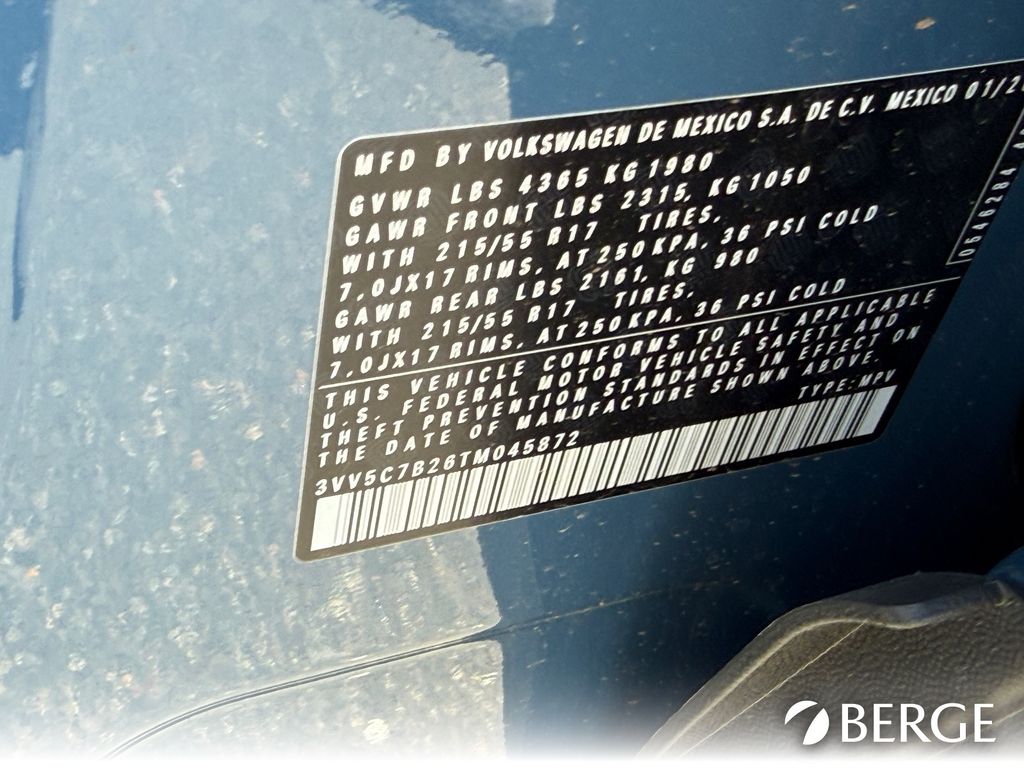 MFD BY VOLKSWAGEN DE MEXICO S.A. DE C.V. MEXICO 01/2
GVWR LBS 4365 KG 1980
GAWR FRONT LBS 2315, KG 1050
WITH 215/55 R17 TIRES,
7,0JX17 RIMS, AT 250 KPA, 36 PSI COLD
GAWR REAR LBS 2161, KG 980
WITH 215/55 R17 TIRES,
7,0JX17 RIMS, AT 250 KPA, 36 PSI COLD
THIS VEHICLE CONFORMS TO ALL APPLICABLE
U.S. FEDERAL MOTOR VEHICLE SAFETY AND
THEFT PREVENTION STANDARDS IN EFFECT ON
THE DATE OF MANUFACTURE SHOWN ABOVE.
TYPE: MPV
3VV5C7B26TM045872
BERGE